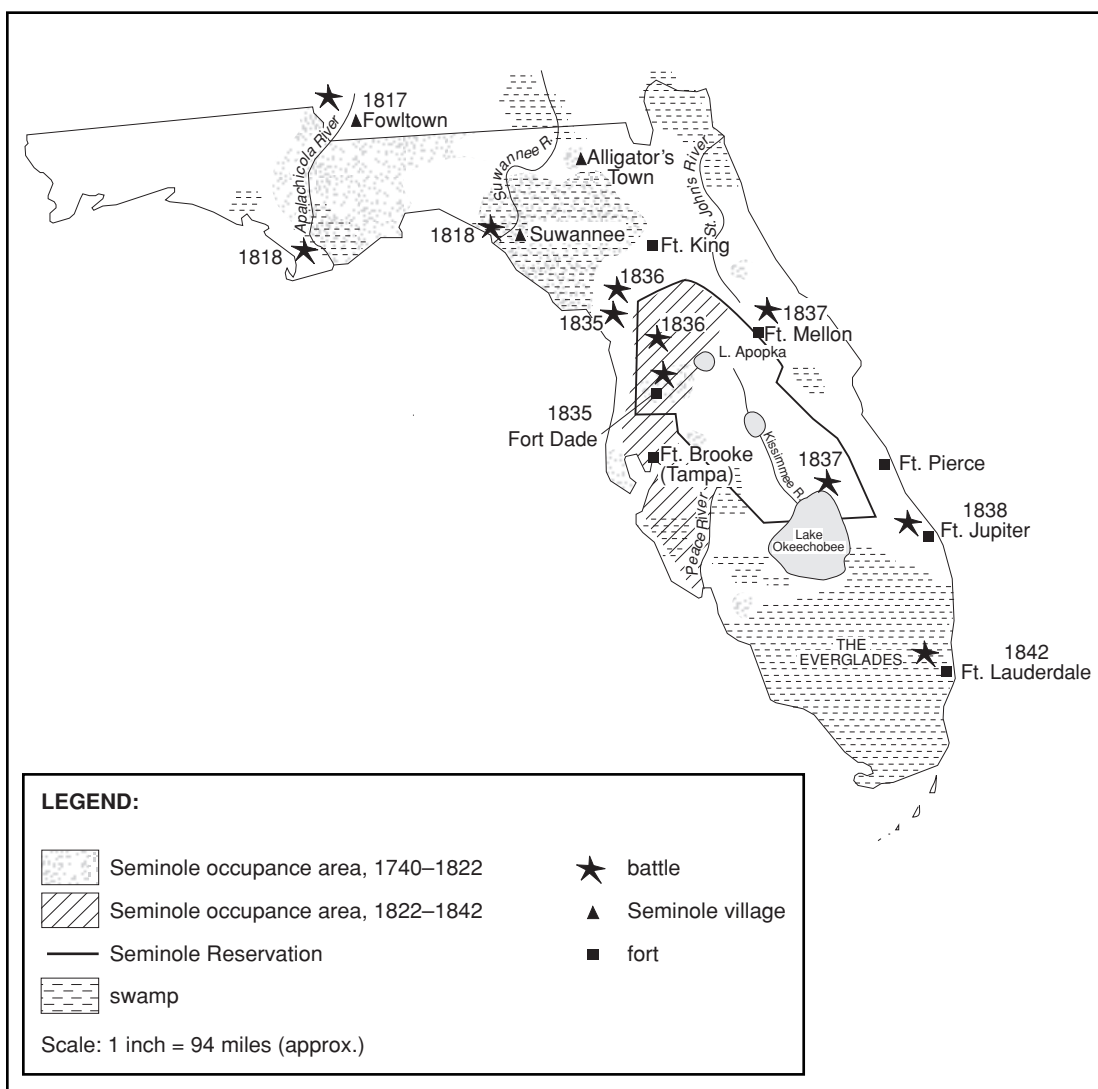 1817
Fowltown
Apalachicola River
Suwannee R.
Alligator's
Town
St. Johns River
1818
1818
Suwannee
Ft. King
1836
1835
1836
1837
Ft. Mellon
L. Apopka
1835
Fort Dade
Ft. Brooke
(Tampa)
Kissimmee R.
1837
Ft. Pierce
Peace River
Lake
Okeechobee
1838
Ft. Jupiter
THE
EVERGLADES
1842
Ft. Lauderdale
LEGEND:
Seminole occupance area, 1740–1822
Seminole occupance area, 1822–1842
Seminole Reservation
swamp
battle
Seminole village
fort
Scale: 1 inch = 94 miles (approx.)